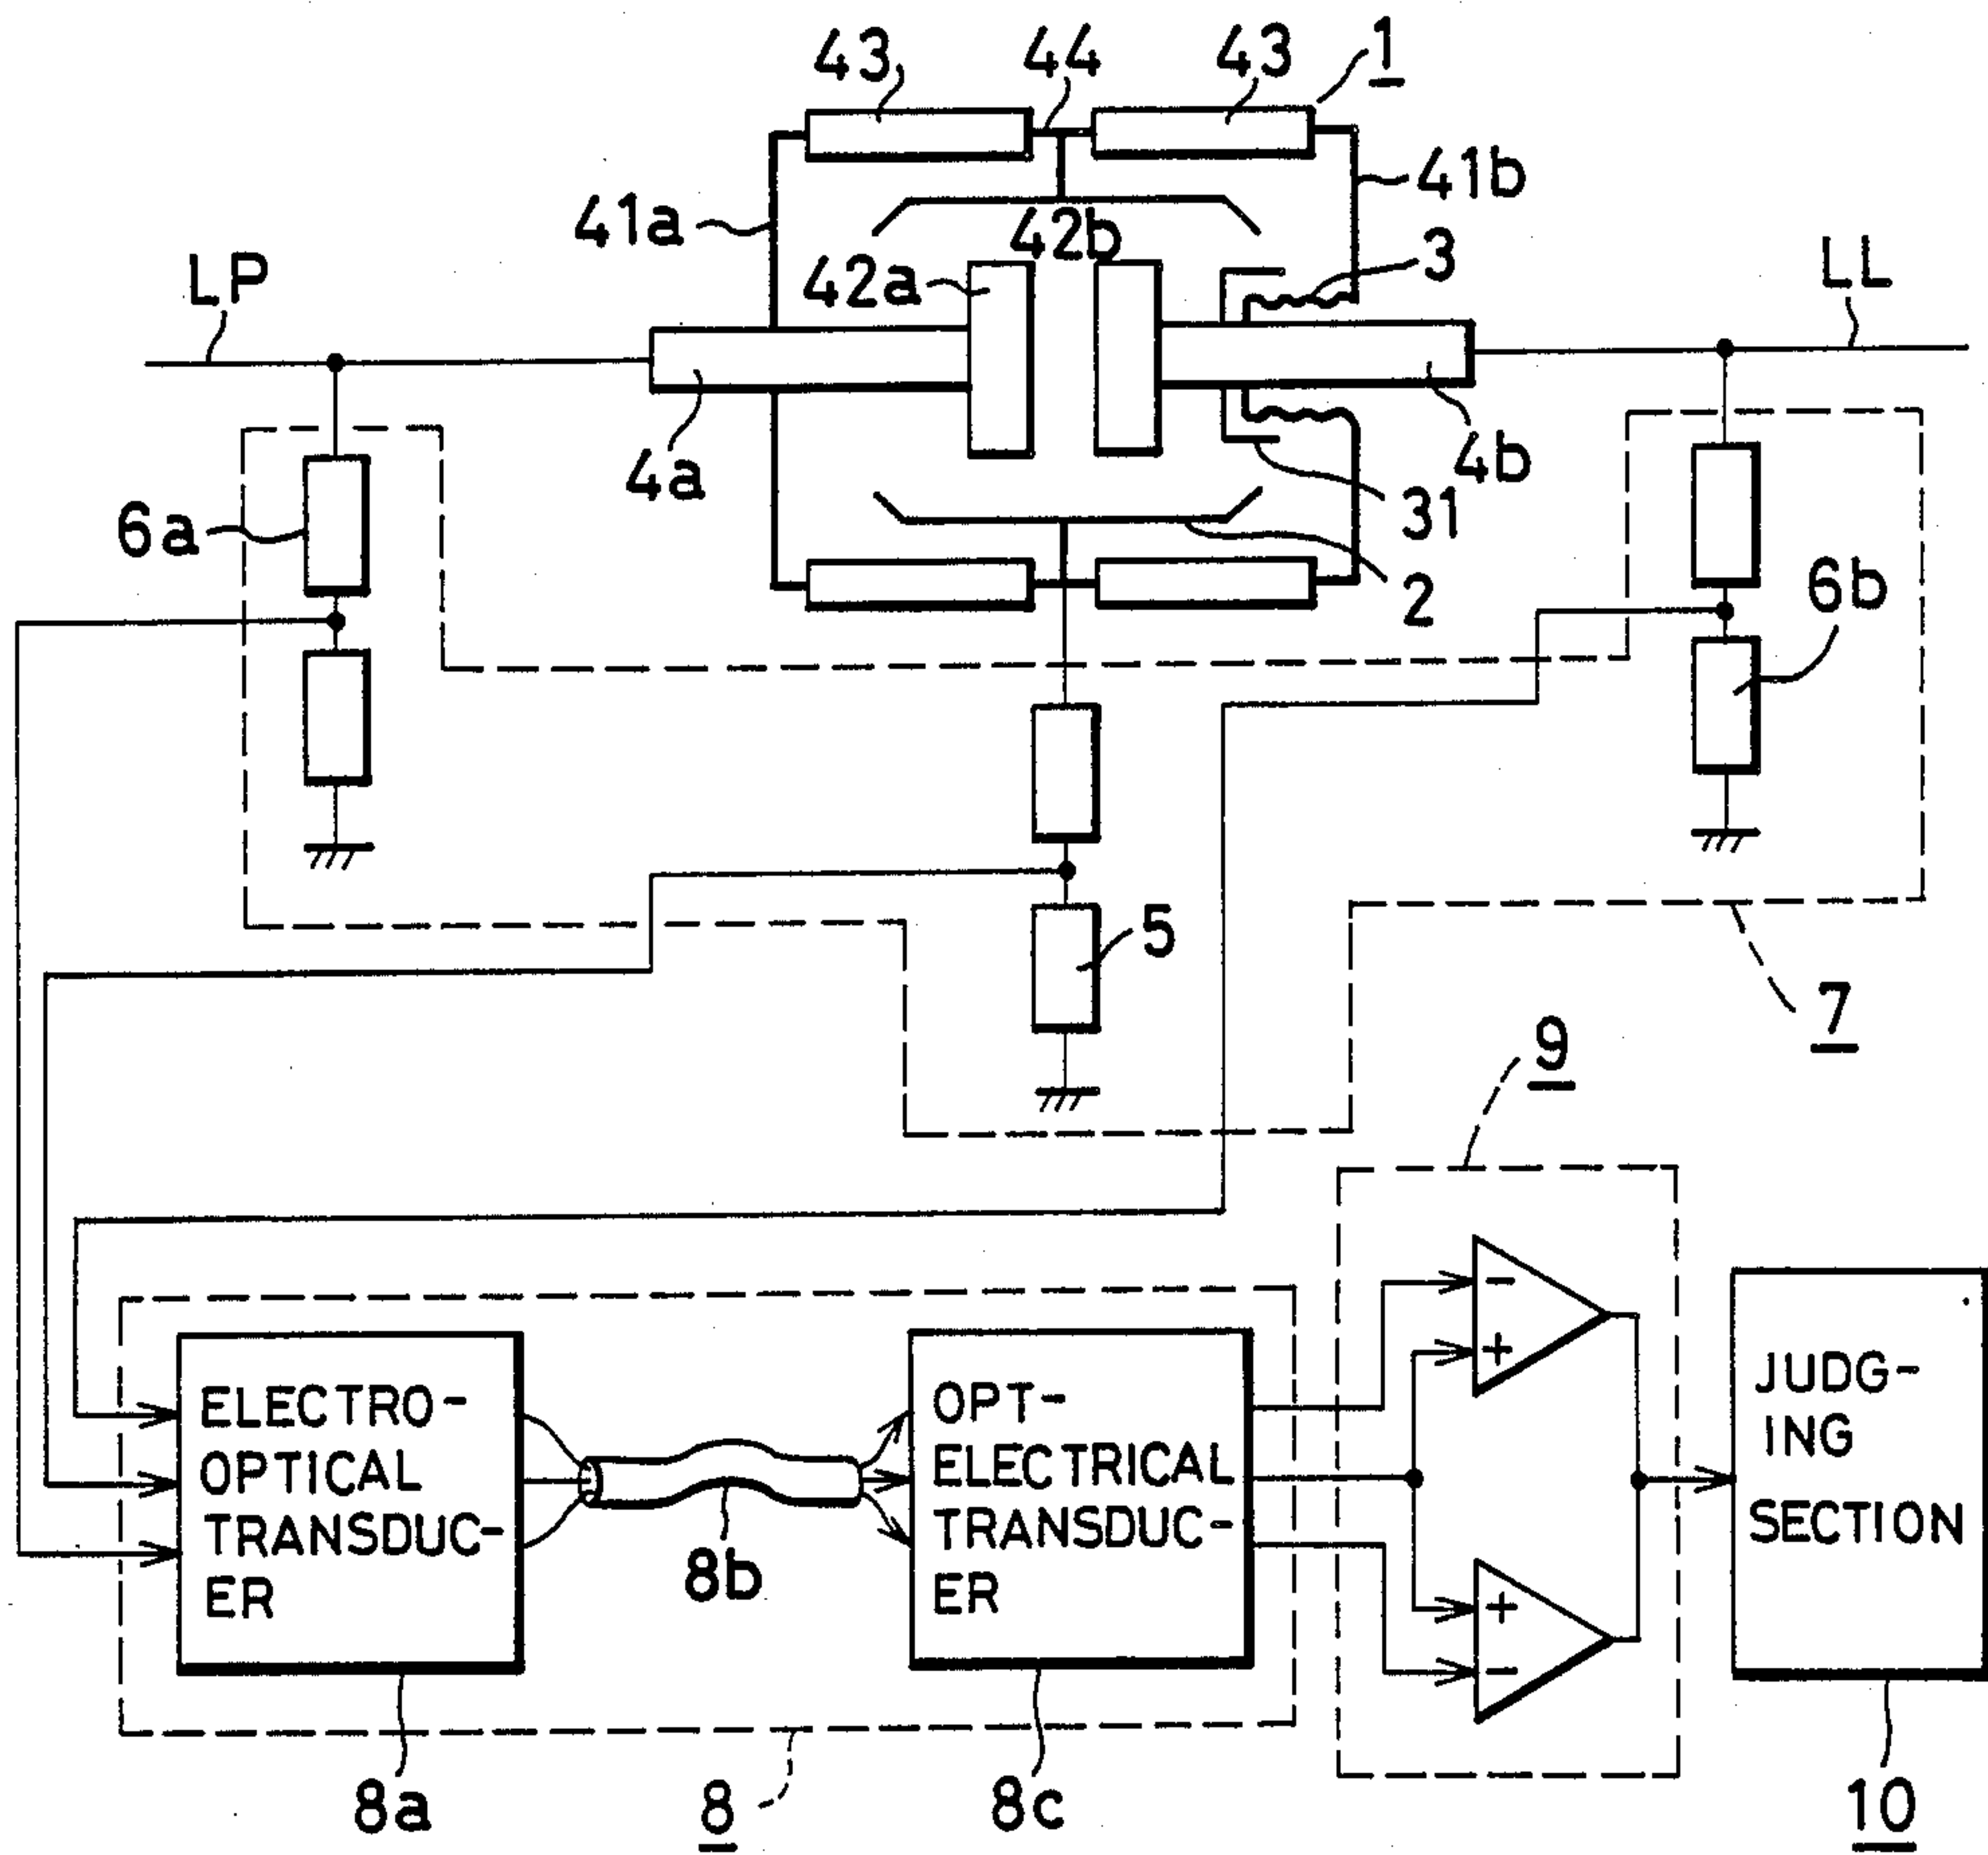 43 44 43 1
41a 41b
42b 3
LP 42a LL
4a 4b
6a 31
2 6b
5
7
9
ELECTRO-
OPTICAL
TRANSDUC-
ER
8b
OPT-
ELECTRICAL
TRANSDUC-
ER
-
+
+
-
JUDG-
ING
SECTION
8a 8 8c 10